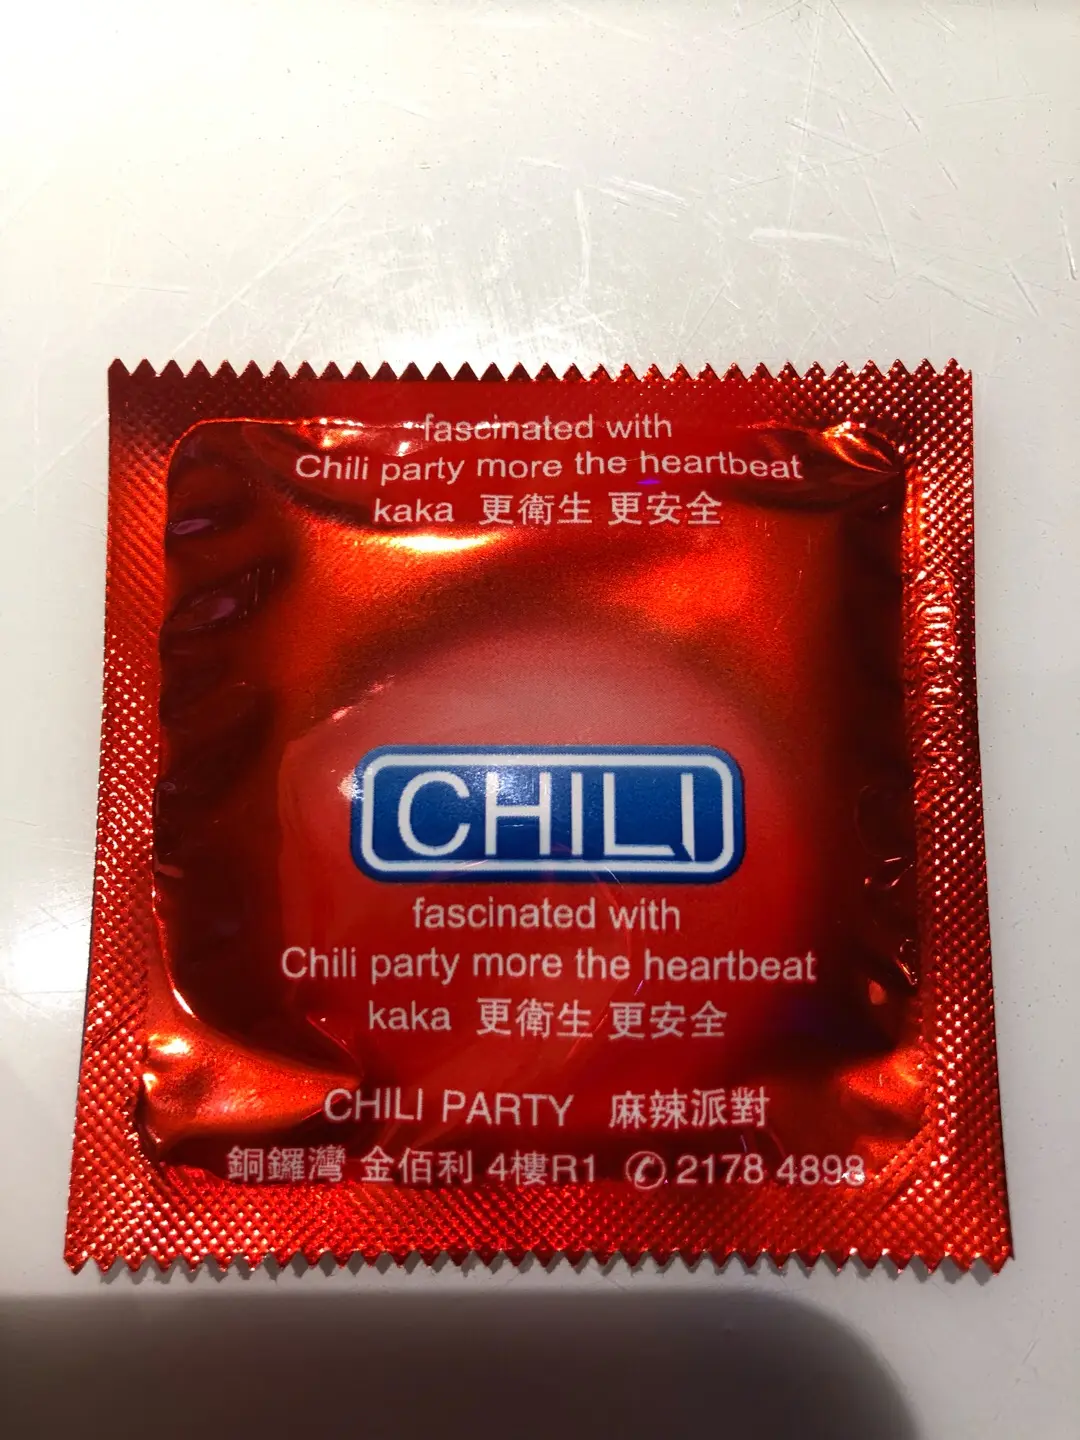 fascinated with
Chili party more the heartbeat
kaka 更衛生 更安全
CHILI
fascinated with
Chili party more the heartbeat
kaka 更衛生 更安全
CHILI PARTY 麻辣派對
銅鑼灣 金佰利 4樓R1 ✆ 2178 4898